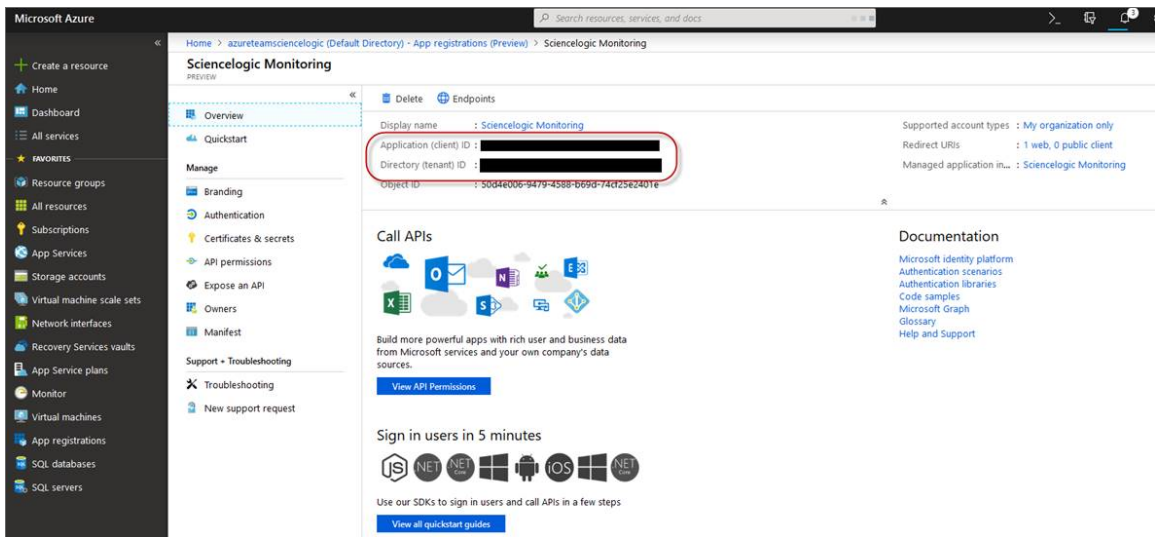 Microsoft Azure
Search resources, services, and docs
3
Create a resource
Home
Dashboard
All services
FAVORITES
Resource groups
All resources
Subscriptions
App Services
Storage accounts
Virtual machine scale sets
Network interfaces
Recovery Services vaults
App Service plans
Monitor
Virtual machines
App registrations
SQL databases
SQL servers
Home > azureteamsciencelogic (Default Directory) - App registrations (Preview) > Sciencelogic Monitoring
Sciencelogic Monitoring
PREVIEW
Overview
Quickstart
Manage
Branding
Authentication
Certificates & secrets
API permissions
Expose an API
Owners
Manifest
Support + Troubleshooting
Troubleshooting
New support request
Delete Endpoints
Display name : Sciencelogic Monitoring
Application (client) ID :
Directory (tenant) ID :
Object ID : 50d4e006-9479-4588-b69d-74cf25e2401e
Supported account types : My organization only
Redirect URIs : 1 web, 0 public client
Managed application in... : Sciencelogic Monitoring
Call APIs
Build more powerful apps with rich user and business data
from Microsoft services and your own company's data
sources.
View API Permissions
Documentation
Microsoft identity platform
Authentication scenarios
Authentication libraries
Code samples
Microsoft Graph
Glossary
Help and Support
Sign in users in 5 minutes
JS .NET .NET Core iOS .NET Core
Use our SDKs to sign in users and call APIs in a few steps
View all quickstart guides